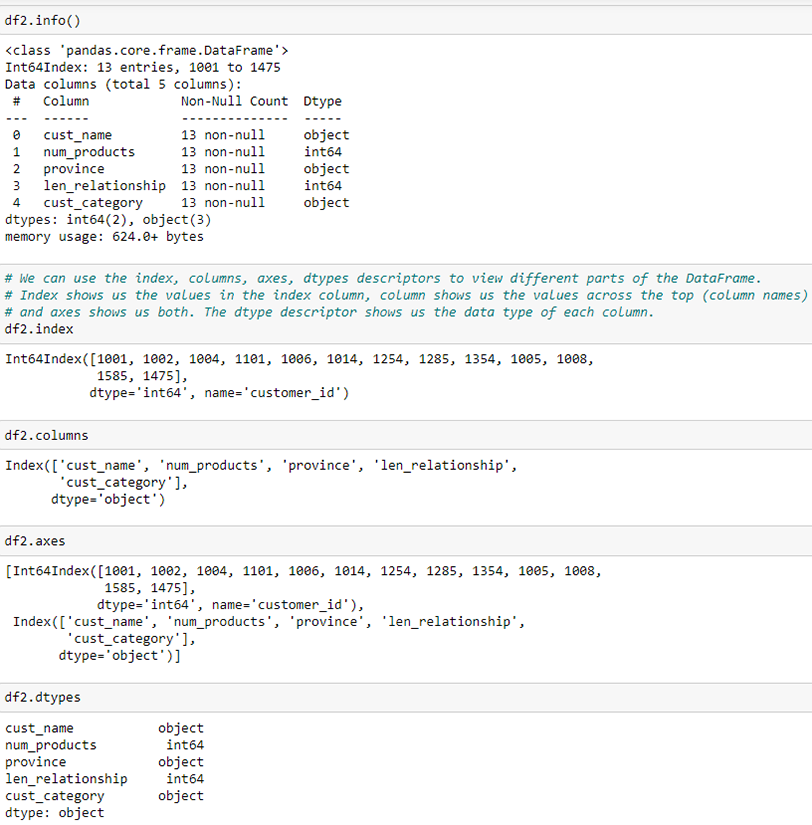 df2.info()
<class 'pandas.core.frame.DataFrame'>
Int64Index: 13 entries, 1001 to 1475
Data columns (total 5 columns):
 #   Column            Non-Null Count  Dtype
---  ------            --------------  -----
 0   cust_name         13 non-null     object
 1   num_products      13 non-null     int64
 2   province          13 non-null     object
 3   len_relationship  13 non-null     int64
 4   cust_category     13 non-null     object
dtypes: int64(2), object(3)
memory usage: 624.0+ bytes
# We can use the index, columns, axes, dtypes descriptors to view different parts of the DataFrame.
# Index shows us the values in the index column, column shows us the values across the top (column names)
# and axes shows us both. The dtype descriptor shows us the data type of each column.
df2.index
Int64Index([1001, 1002, 1004, 1101, 1006, 1014, 1254, 1285, 1354, 1005, 1008,
            1585, 1475],
           dtype='int64', name='customer_id')
df2.columns
Index(['cust_name', 'num_products', 'province', 'len_relationship',
       'cust_category'],
      dtype='object')
df2.axes
[Int64Index([1001, 1002, 1004, 1101, 1006, 1014, 1254, 1285, 1354, 1005, 1008,
             1585, 1475],
            dtype='int64', name='customer_id'),
 Index(['cust_name', 'num_products', 'province', 'len_relationship',
        'cust_category'],
       dtype='object')]
df2.dtypes
cust_name           object
num_products         int64
province            object
len_relationship     int64
cust_category       object
dtype: object